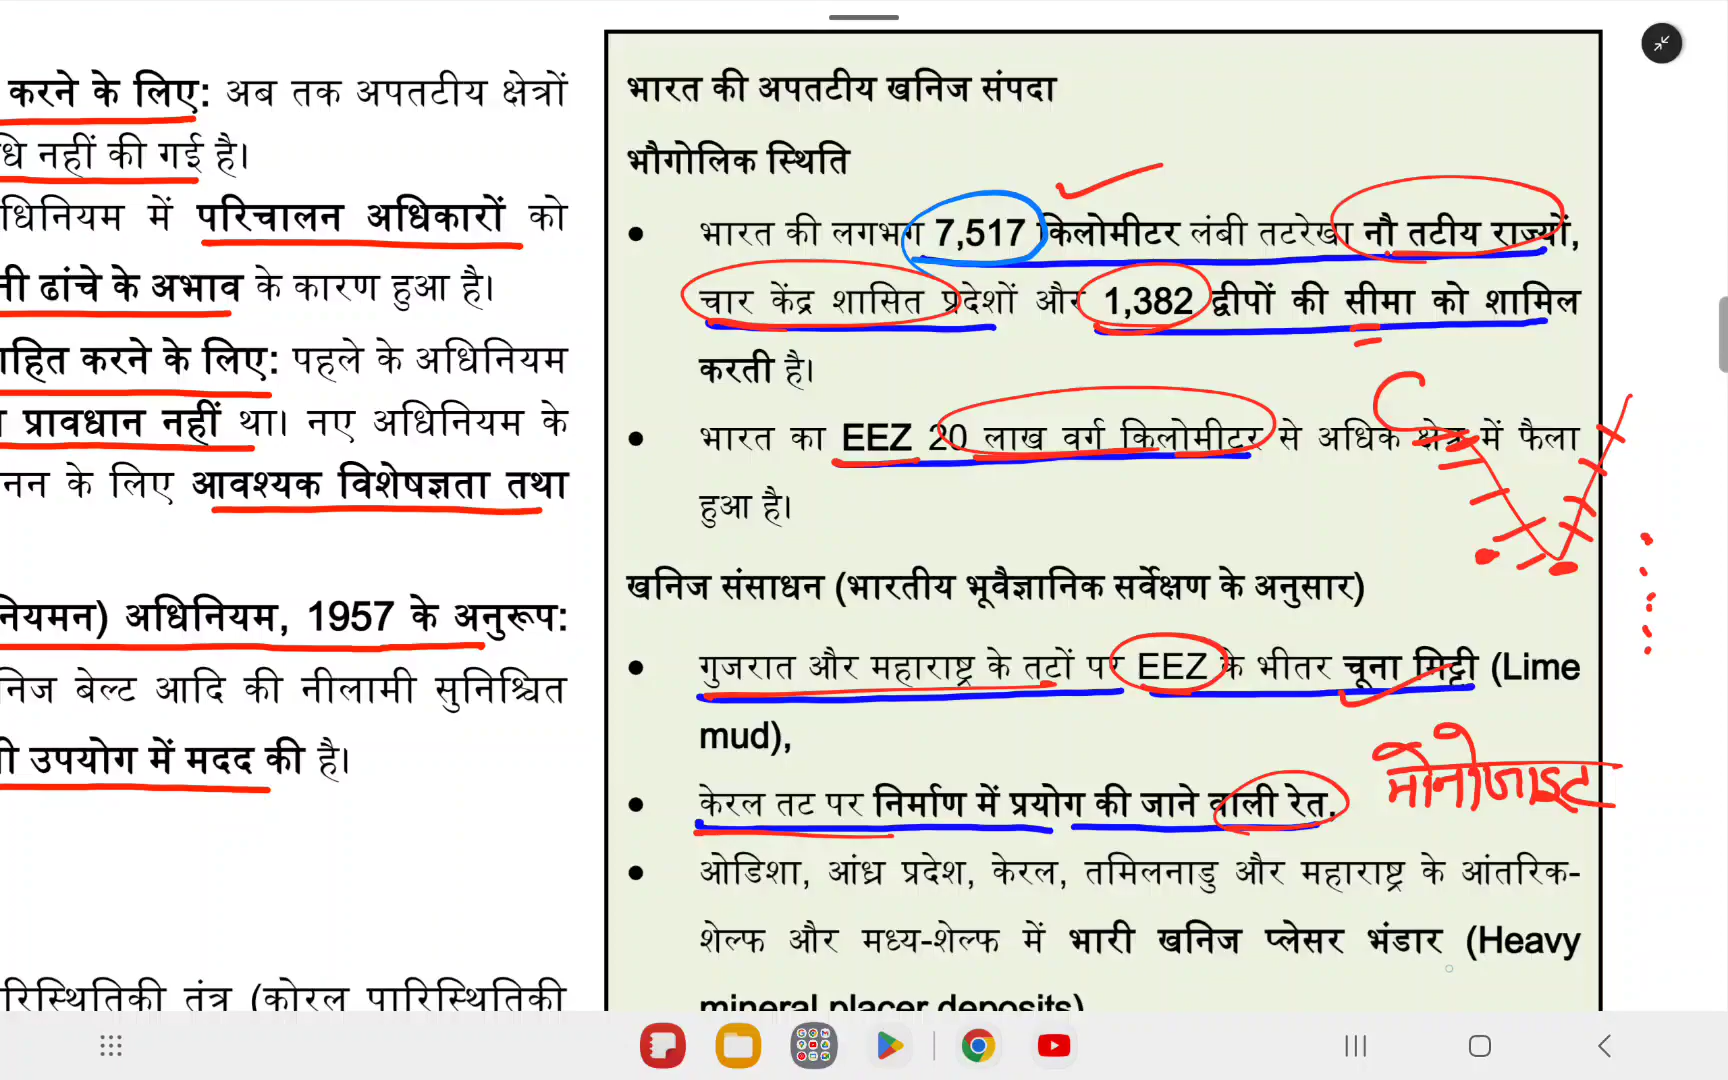 करने के लिए: अब तक अपतटीय क्षेत्रों
धि नहीं की गई है।
धिनियम में परिचालन अधिकारों को
नी ढांचे के अभाव के कारण हुआ है।
ाहित करने के लिए: पहले के अधिनियम
प्रावधान नहीं था। नए अधिनियम के
नन के लिए आवश्यक विशेषज्ञता तथा
नियमन) अधिनियम, 1957 के अनुरूप:
निज बेल्ट आदि की नीलामी सुनिश्चित
ी उपयोग में मदद की है।
रिस्थितिकी तंत्र (कोरल पारिस्थितिकी
भारत की अपतटीय खनिज संपदा
भौगोलिक स्थिति
● भारत की लगभग 7,517 किलोमीटर लंबी तटरेखा नौ तटीय राज्यों,
चार केंद्र शासित प्रदेशों और 1,382 द्वीपों की सीमा को शामिल
करती है।
● भारत का EEZ 20 लाख वर्ग किलोमीटर से अधिक क्षेत्र में फैला
हुआ है।
खनिज संसाधन (भारतीय भूवैज्ञानिक सर्वेक्षण के अनुसार)
● गुजरात और महाराष्ट्र के तटों पर EEZ के भीतर चूना मिट्टी (Lime
mud),
● केरल तट पर निर्माण में प्रयोग की जाने वाली रेत,
मोनोजाइट
● ओडिशा, आंध्र प्रदेश, केरल, तमिलनाडु और महाराष्ट्र के आंतरिक-
शेल्फ और मध्य-शेल्फ में भारी खनिज प्लेसर भंडार (Heavy
mineral placer deposits)